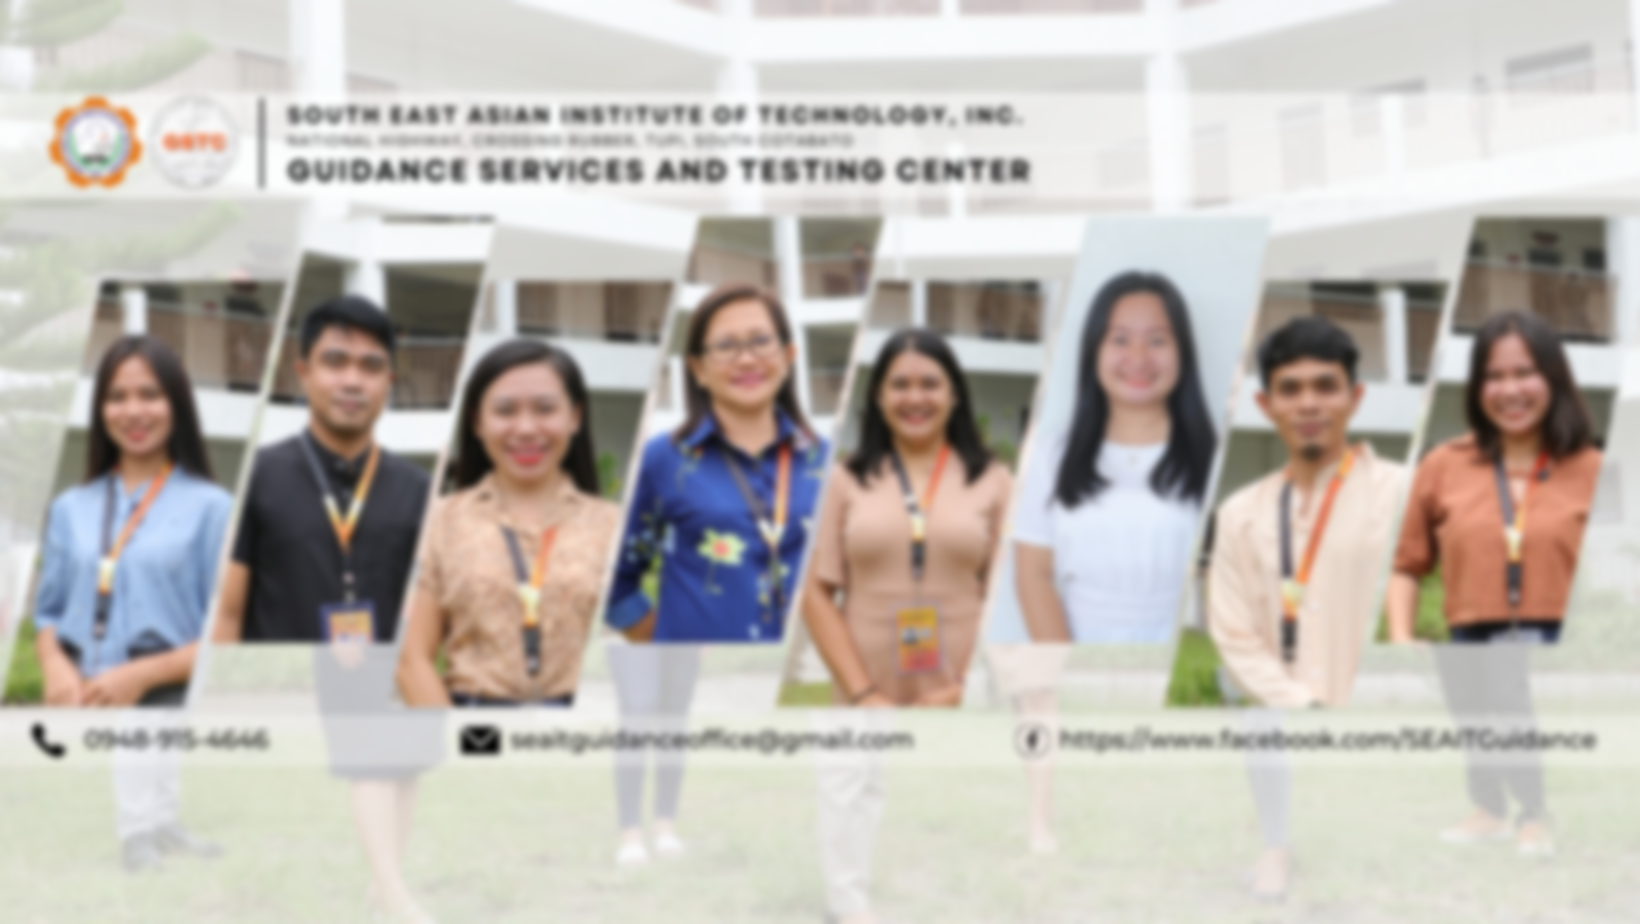 GSTC
SOUTH EAST ASIAN INSTITUTE OF TECHNOLOGY, INC.
NATIONAL HIGHWAY, CROSSING RUBBER, TUPI, SOUTH COTABATO
GUIDANCE SERVICES AND TESTING CENTER
0948-915-4646
seaitguidanceoffice@gmail.com
https://www.facebook.com/SEAITGuidance